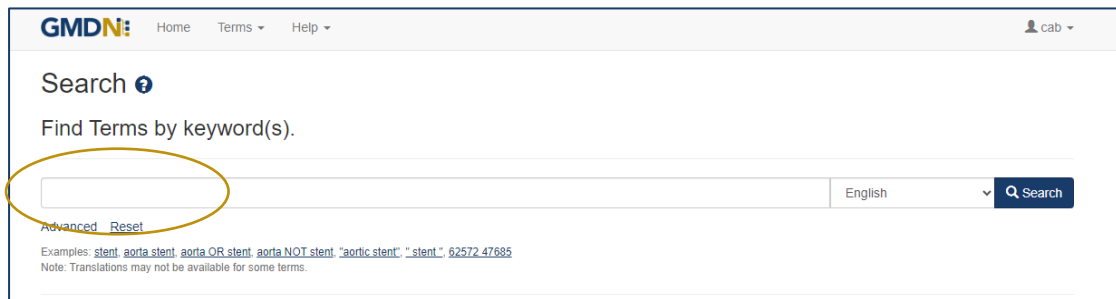 GMDN Home Terms Help cab
Search ?
Find Terms by keyword(s).
English Search
Advanced Reset
Examples: stent, aorta stent, aorta OR stent, aorta NOT stent, "aortic stent", " stent ", 62572 47685
Note: Translations may not be available for some terms.